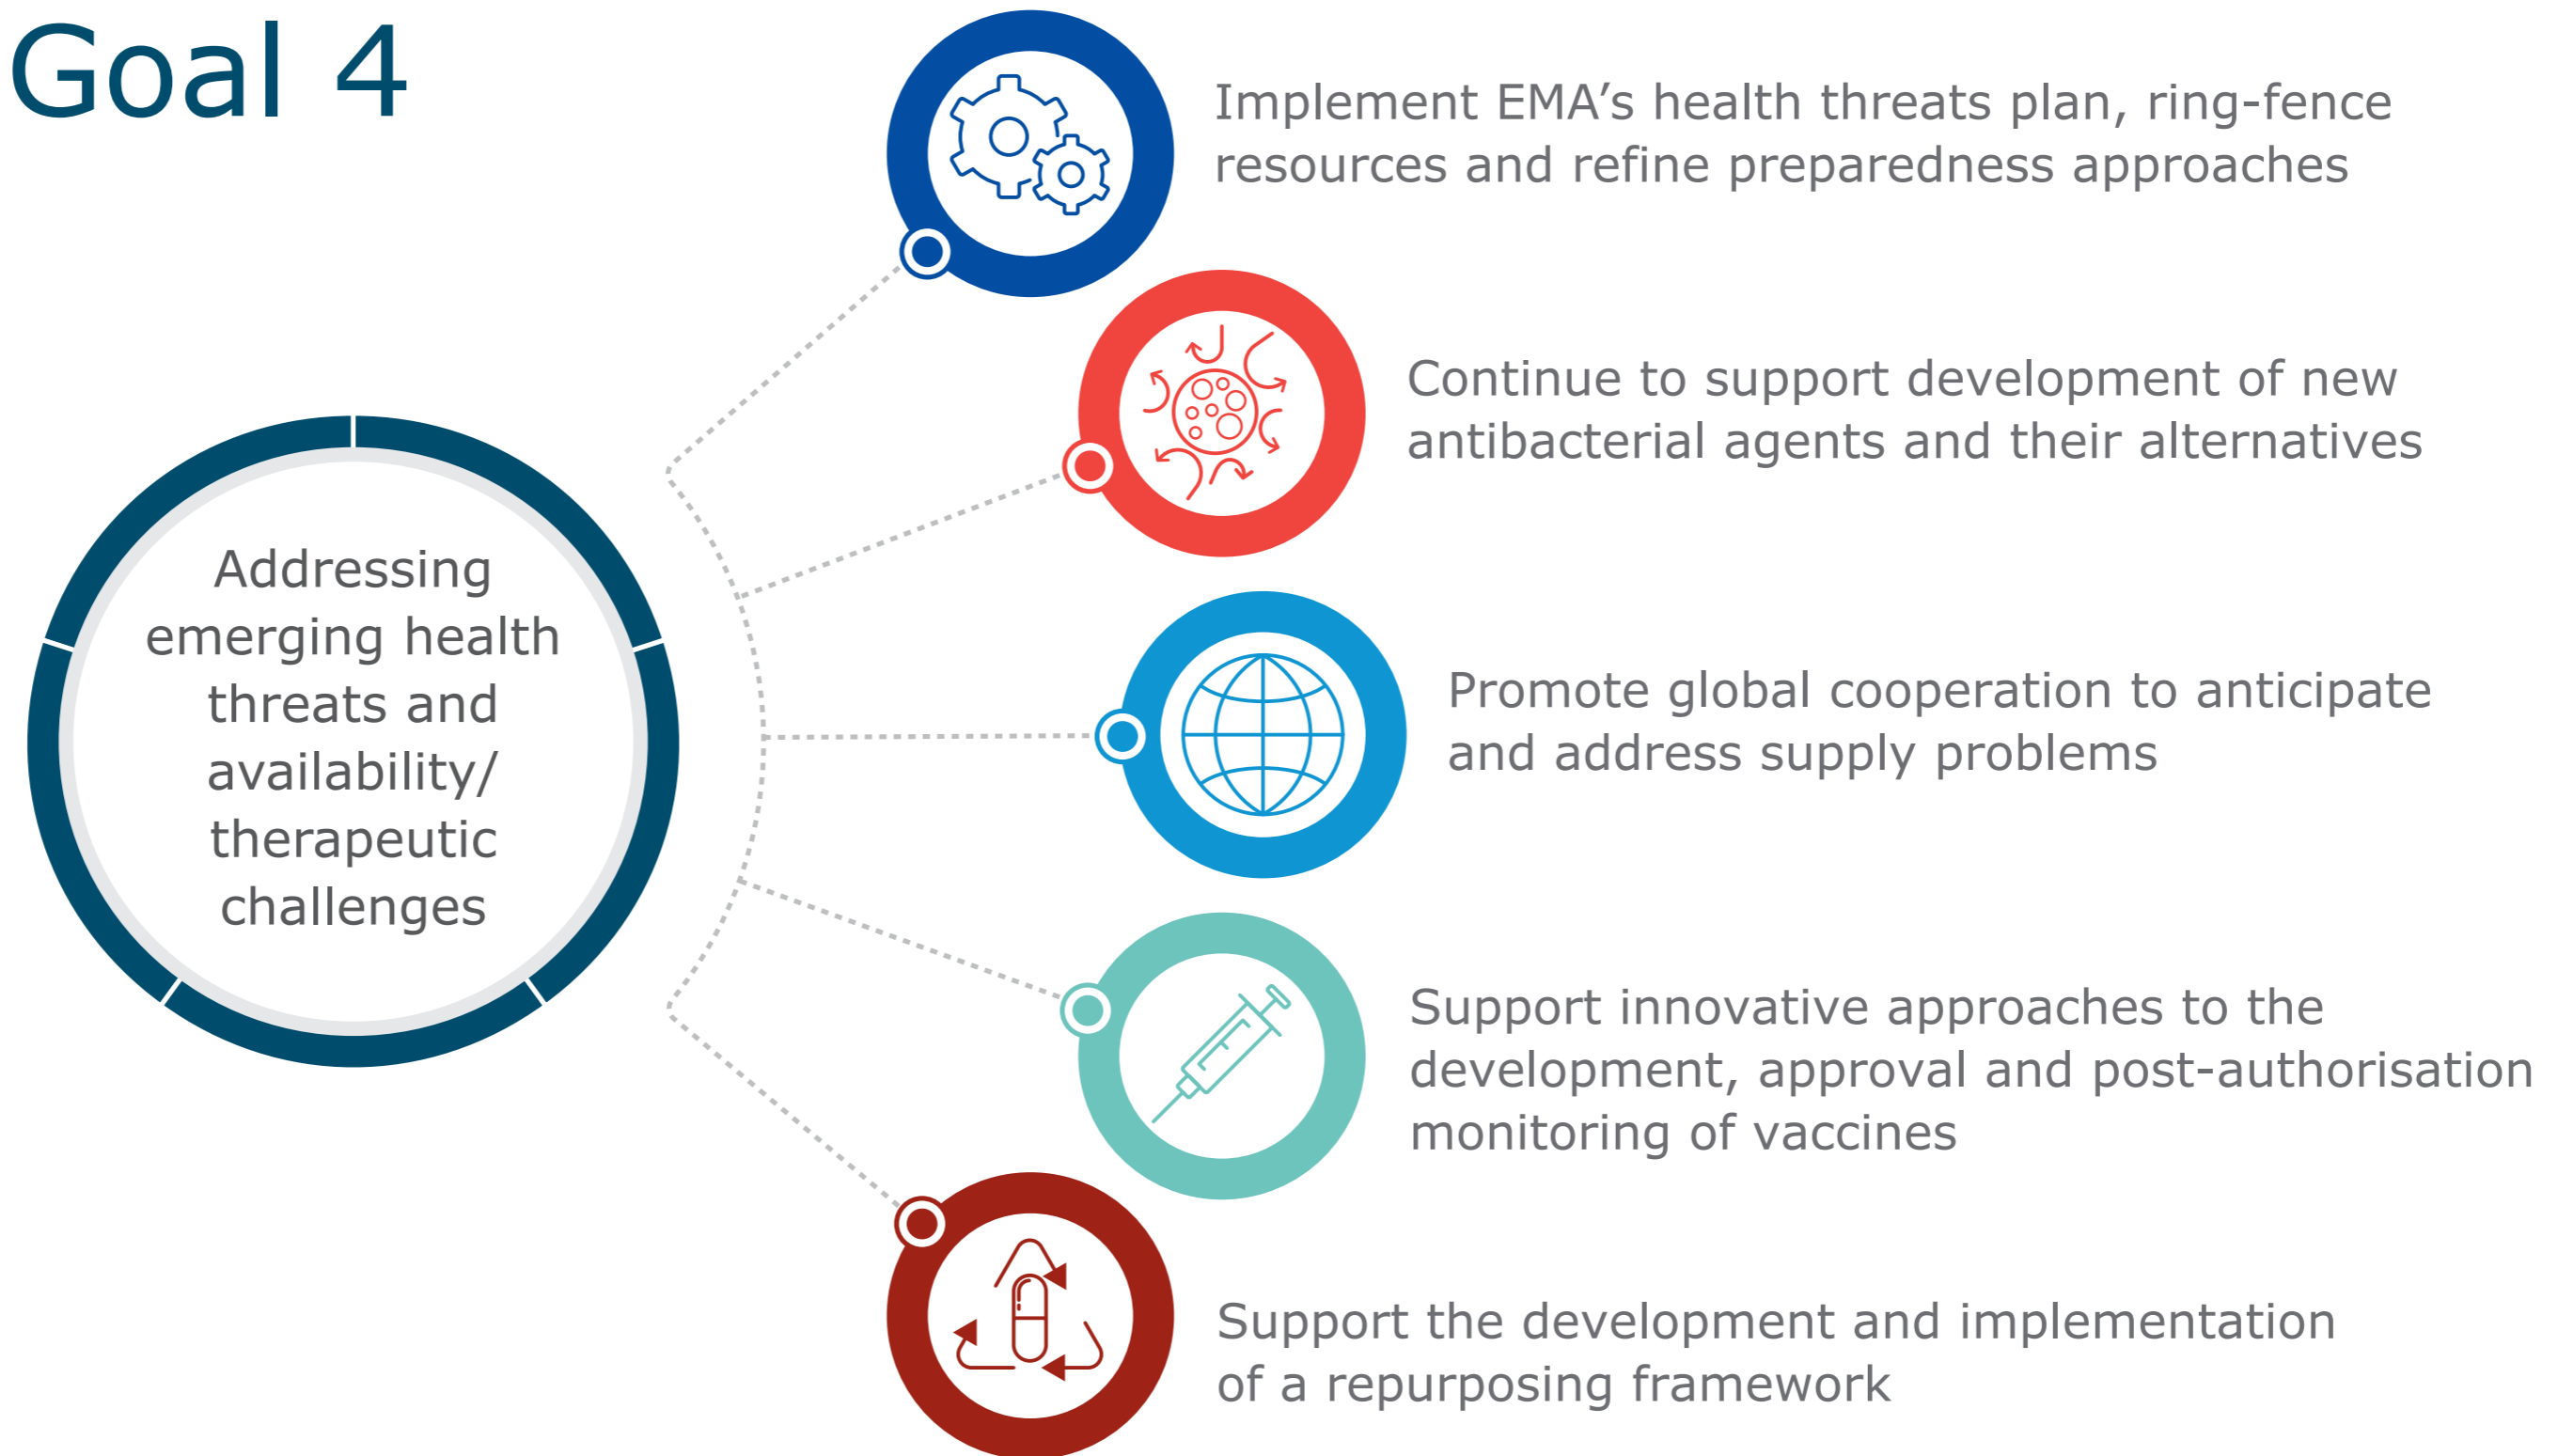 Goal 4
Implement EMA’s health threats plan, ring-fence
resources and refine preparedness approaches
Continue to support development of new
antibacterial agents and their alternatives
Addressing
emerging health
threats and
availability/
therapeutic
challenges
Promote global cooperation to anticipate
and address supply problems
Support innovative approaches to the
development, approval and post-authorisation
monitoring of vaccines
Support the development and implementation
of a repurposing framework